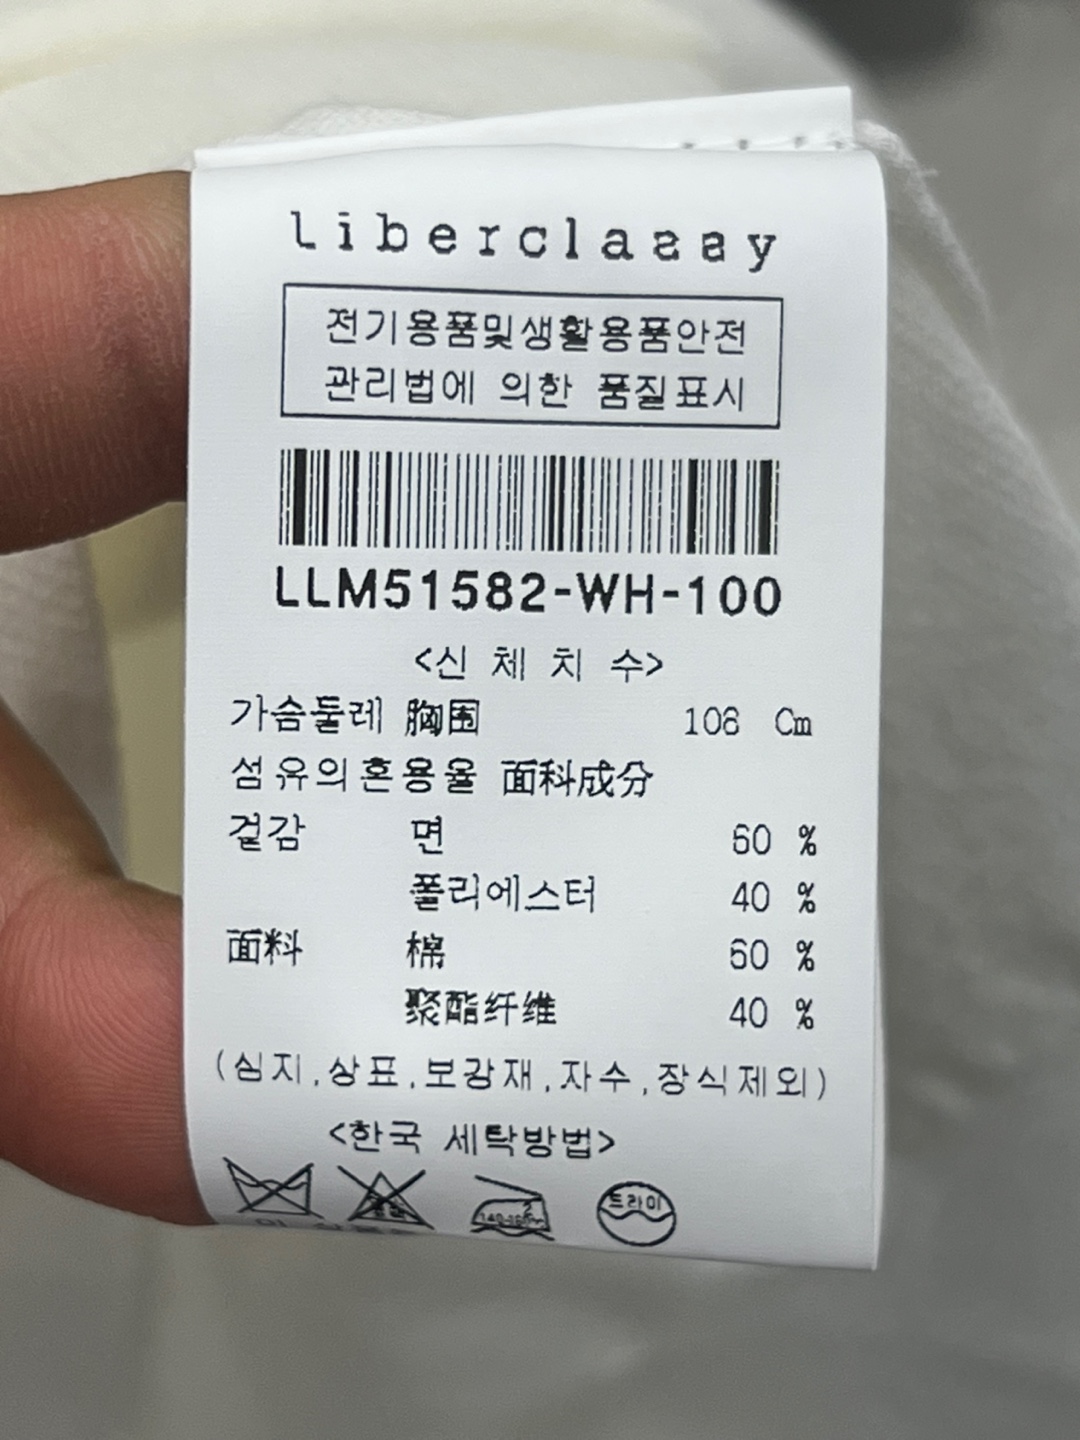 liberclassy
전기용품및생활용품안전
관리법에 의한 품질표시
LLM51582-WH-100
<신 체 치 수>
가슴둘레 胸围 108 Cm
섬유의혼용율 面科成分
겉감 면 60 %
폴리에스터 40 %
面料 棉 60 %
聚酯纤维 40 %
(심지,상표,보강재,자수,장식제외)
<한국 세탁방법>
드라이